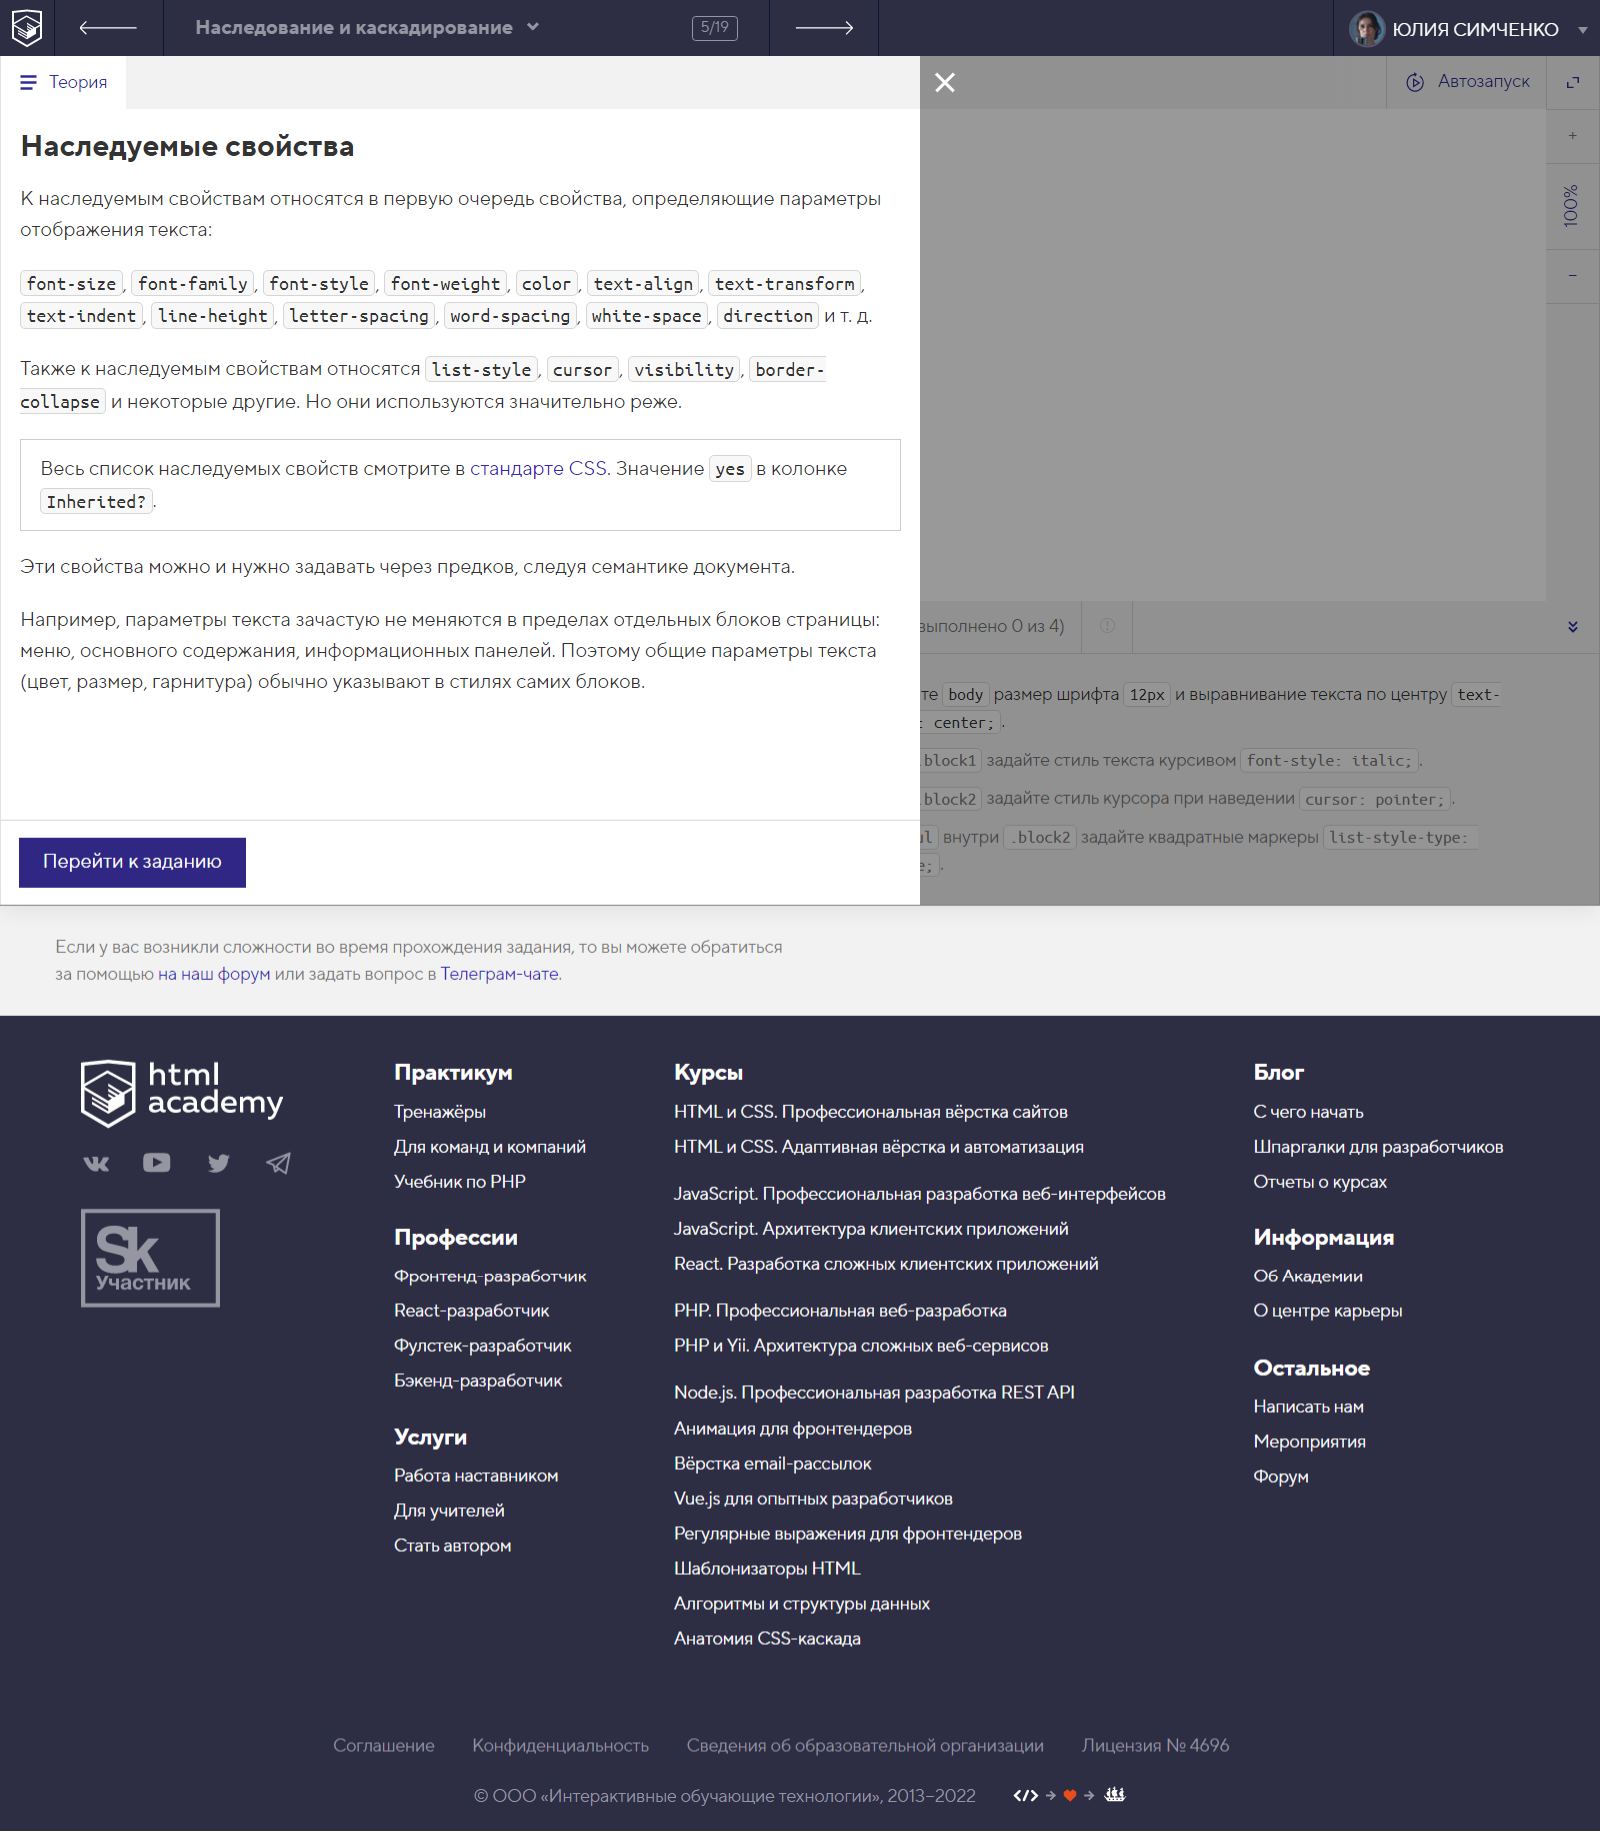 Наследование и каскадирование
5/19
ЮЛИЯ СИМЧЕНКО
Теория
Автозапуск
Наследуемые свойства
К наследуемым свойствам относятся в первую очередь свойства, определяющие параметры
отображения текста:
font-size, font-family, font-style, font-weight, color, text-align, text-transform,
text-indent, line-height, letter-spacing, word-spacing, white-space, direction и т. д.
Также к наследуемым свойствам относятся list-style, cursor, visibility, border-
collapse и некоторые другие. Но они используются значительно реже.
Весь список наследуемых свойств смотрите в стандарте CSS. Значение yes в колонке
Inherited?.
Эти свойства можно и нужно задавать через предков, следуя семантике документа.
Например, параметры текста зачастую не меняются в пределах отдельных блоков страницы:
меню, основного содержания, информационных панелей. Поэтому общие параметры текста
(цвет, размер, гарнитура) обычно указывают в стилях самих блоков.
Перейти к заданию
+
100%
−
выполнено 0 из 4)
те body размер шрифта 12px и выравнивание текста по центру text-
: center;.
.block1 задайте стиль текста курсивом font-style: italic;.
.block2 задайте стиль курсора при наведении cursor: pointer;.
ul внутри .block2 задайте квадратные маркеры list-style-type:
e;.
Если у вас возникли сложности во время прохождения задания, то вы можете обратиться
за помощью на наш форум или задать вопрос в Телеграм-чате.
html
academy
Sk
Участник
Практикум
Тренажёры
Для команд и компаний
Учебник по PHP
Профессии
Фронтенд-разработчик
React-разработчик
Фулстек-разработчик
Бэкенд-разработчик
Услуги
Работа наставником
Для учителей
Стать автором
Курсы
HTML и CSS. Профессиональная вёрстка сайтов
HTML и CSS. Адаптивная вёрстка и автоматизация
JavaScript. Профессиональная разработка веб-интерфейсов
JavaScript. Архитектура клиентских приложений
React. Разработка сложных клиентских приложений
PHP. Профессиональная веб-разработка
PHP и Yii. Архитектура сложных веб-сервисов
Node.js. Профессиональная разработка REST API
Анимация для фронтендеров
Вёрстка email-рассылок
Vue.js для опытных разработчиков
Регулярные выражения для фронтендеров
Шаблонизаторы HTML
Алгоритмы и структуры данных
Анатомия CSS-каскада
Блог
С чего начать
Шпаргалки для разработчиков
Отчеты о курсах
Информация
Об Академии
О центре карьеры
Остальное
Написать нам
Мероприятия
Форум
Соглашение Конфиденциальность Сведения об образовательной организации Лицензия № 4696
© ООО «Интерактивные обучающие технологии», 2013–2022